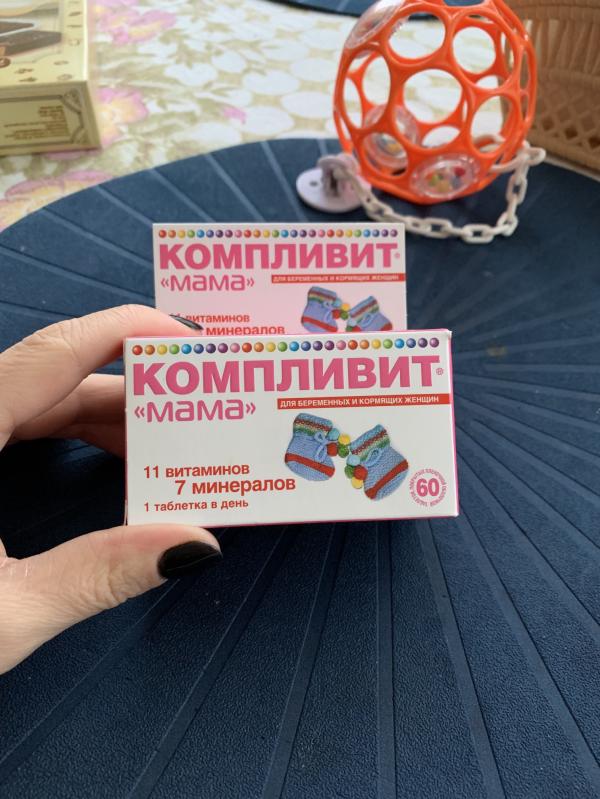 КОМПЛИВИТ®
«мама»
ДЛЯ БЕРЕМЕННЫХ И КОРМЯЩИХ ЖЕНЩИН
витаминов
минералов
КОМПЛИВИТ®
«мама»
ДЛЯ БЕРЕМЕННЫХ И КОРМЯЩИХ ЖЕНЩИН
11 витаминов
7 минералов
1 таблетка в день
60